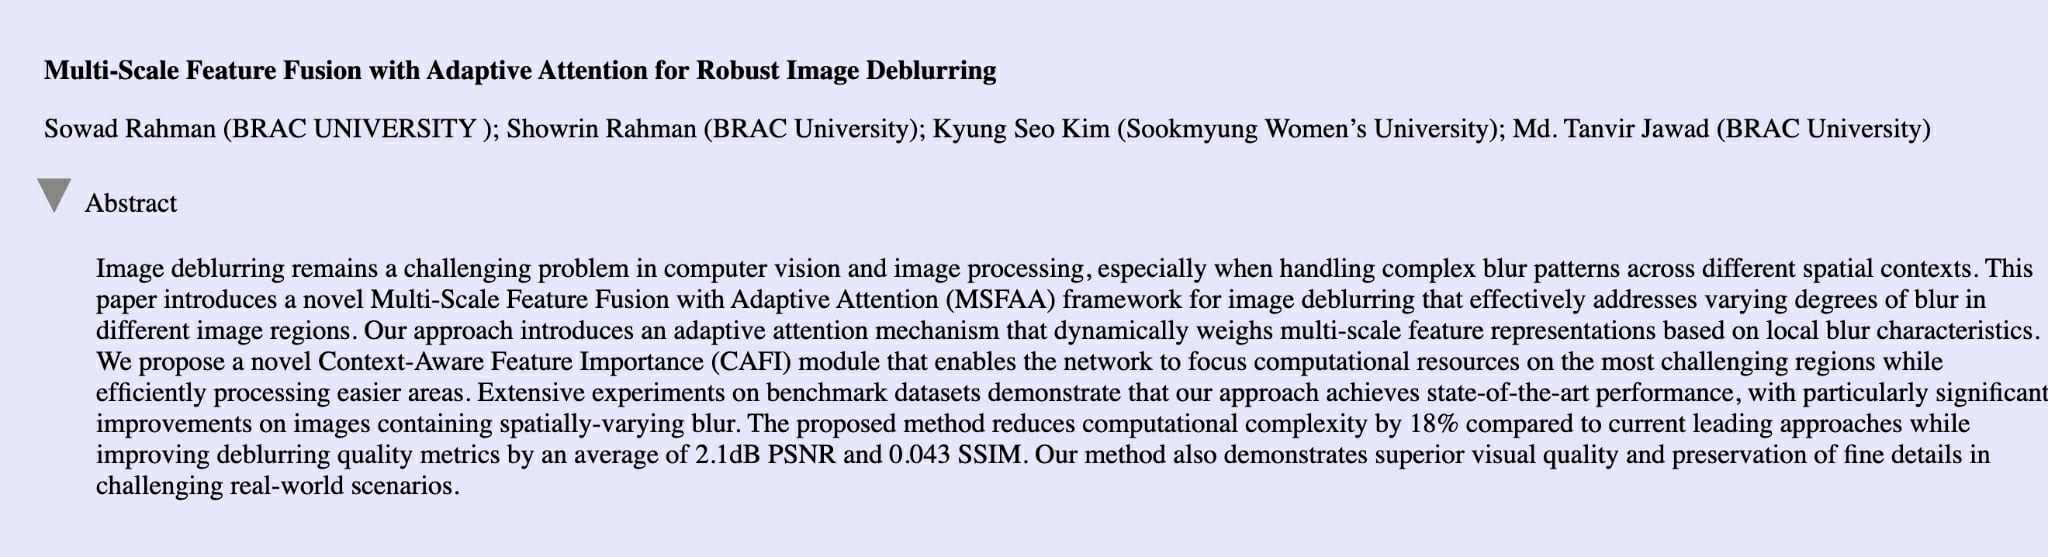 Multi-Scale Feature Fusion with Adaptive Attention for Robust Image Deblurring
Sowad Rahman (BRAC UNIVERSITY ); Showrin Rahman (BRAC University); Kyung Seo Kim (Sookmyung Women’s University); Md. Tanvir Jawad (BRAC University)
Abstract
Image deblurring remains a challenging problem in computer vision and image processing, especially when handling complex blur patterns across different spatial contexts. This
paper introduces a novel Multi-Scale Feature Fusion with Adaptive Attention (MSFAA) framework for image deblurring that effectively addresses varying degrees of blur in
different image regions. Our approach introduces an adaptive attention mechanism that dynamically weighs multi-scale feature representations based on local blur characteristics.
We propose a novel Context-Aware Feature Importance (CAFI) module that enables the network to focus computational resources on the most challenging regions while
efficiently processing easier areas. Extensive experiments on benchmark datasets demonstrate that our approach achieves state-of-the-art performance, with particularly significant
improvements on images containing spatially-varying blur. The proposed method reduces computational complexity by 18% compared to current leading approaches while
improving deblurring quality metrics by an average of 2.1dB PSNR and 0.043 SSIM. Our method also demonstrates superior visual quality and preservation of fine details in
challenging real-world scenarios.